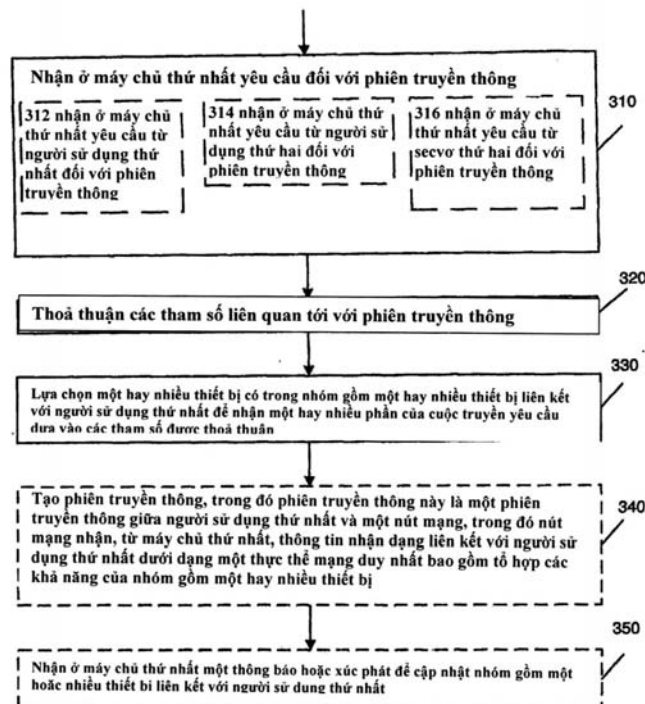 Nhận ở máy chủ thứ nhất yêu cầu đối với phiên truyền thông
310
312 nhận ở máy chủ
thứ nhất yêu cầu từ
người sử dụng thứ
nhất đối với phiên
truyền thông
314 nhận ở máy chủ thứ
nhất yêu cầu từ người sử
dụng thứ hai đối với
phiên truyền thông
316 nhận ở máy chủ
thứ nhất yêu cầu từ
secvơ thứ hai đối với
phiên truyền thông
320
Thoả thuận các tham số liên quan tới với phiên truyền thông
330
Lựa chọn một hay nhiều thiết bị có trong nhóm gồm một hay nhiều thiết bị liên kết
với người sử dụng thứ nhất để nhận một hay nhiều phần của cuộc truyền yêu cầu
dựa vào các tham số được thoả thuận
Tạo phiên truyền thông, trong đó phiên truyền thông này là một phiên
truyền thông giữa người sử dụng thứ nhất và một nút mạng, trong đó nút
mạng nhận, từ máy chủ thứ nhất, thông tin nhận dạng liên kết với người sử
dụng thứ nhất dưới dạng một thực thể mạng duy nhất bao gồm tổ hợp các
khả năng của nhóm gồm một hay nhiều thiết bị
340
350
Nhận ở máy chủ thứ nhất một thông báo hoặc xúc phát để cập nhật nhóm gồm một
hoặc nhiều thiết bị liên kết với người sử dụng thứ nhất